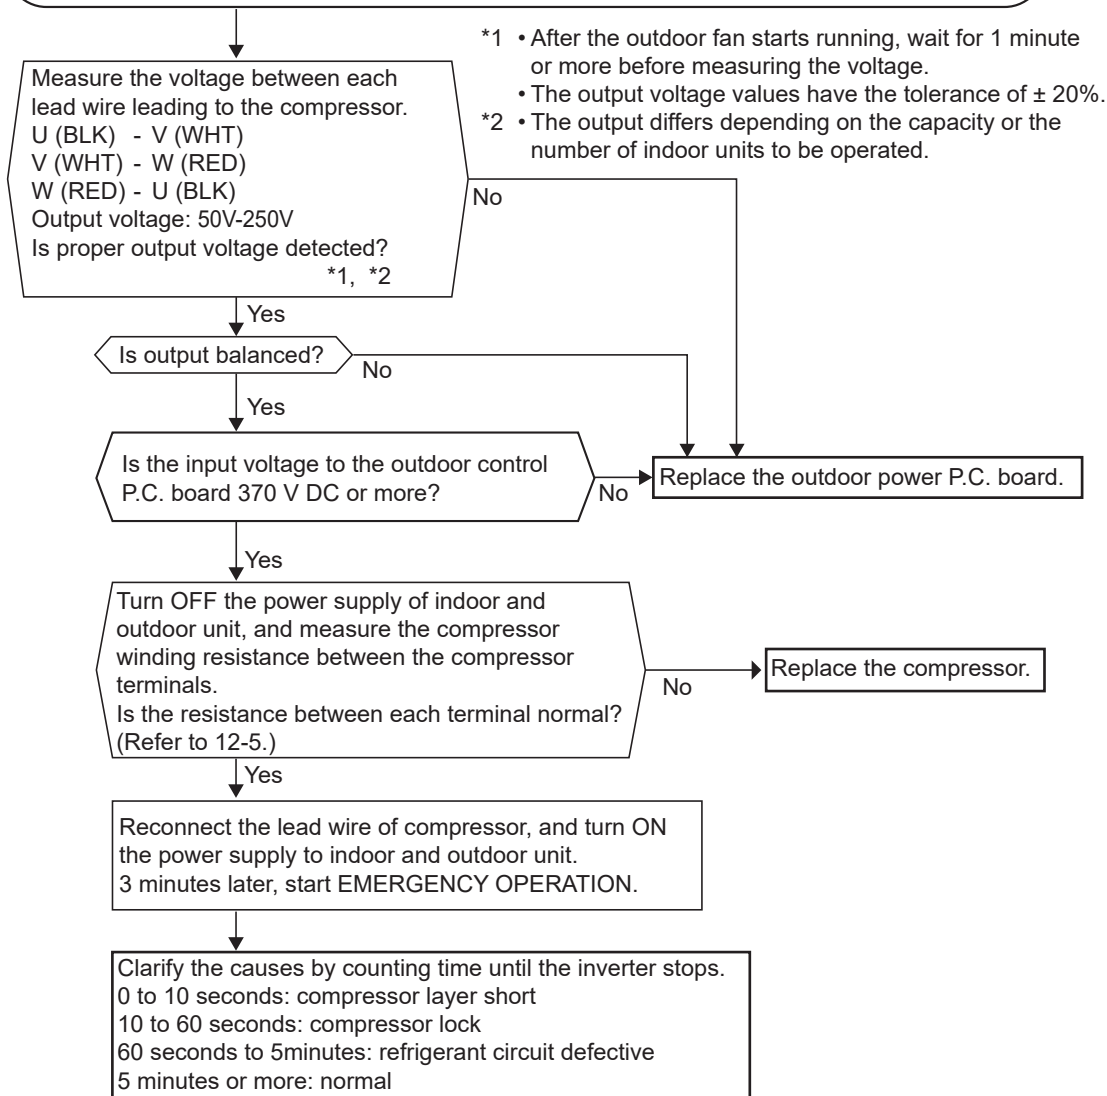 *1 • After the outdoor fan starts running, wait for 1 minute
or more before measuring the voltage.
• The output voltage values have the tolerance of ± 20%.
*2 • The output differs depending on the capacity or the
number of indoor units to be operated.
Measure the voltage between each
lead wire leading to the compressor.
U (BLK) - V (WHT)
V (WHT) - W (RED)
W (RED) - U (BLK)
Output voltage: 50V-250V
Is proper output voltage detected?
*1, *2
No
Yes
Is output balanced?
No
Yes
Is the input voltage to the outdoor control
P.C. board 370 V DC or more?
No
Replace the outdoor power P.C. board.
Yes
Turn OFF the power supply of indoor and
outdoor unit, and measure the compressor
winding resistance between the compressor
terminals.
Is the resistance between each terminal normal?
(Refer to 12-5.)
No
Replace the compressor.
Yes
Reconnect the lead wire of compressor, and turn ON
the power supply to indoor and outdoor unit.
3 minutes later, start EMERGENCY OPERATION.
Clarify the causes by counting time until the inverter stops.
0 to 10 seconds: compressor layer short
10 to 60 seconds: compressor lock
60 seconds to 5minutes: refrigerant circuit defective
5 minutes or more: normal